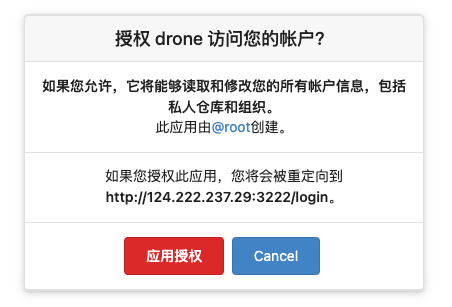 授权 drone 访问您的帐户?
如果您允许，它将能够读取和修改您的所有帐户信息，包括
私人仓库和组织。
此应用由@root创建。
如果您授权此应用，您将会被重定向到
http://124.222.237.29:3222/login。
应用授权
Cancel